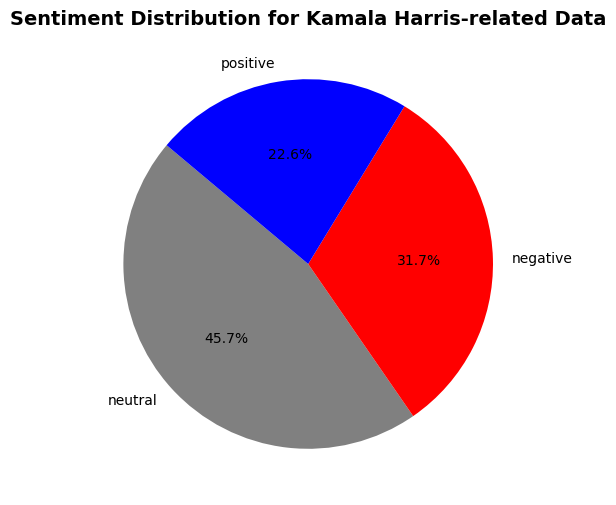 Sentiment Distribution for Kamala Harris-related Data
positive
22.6%
negative
31.7%
45.7%
neutral